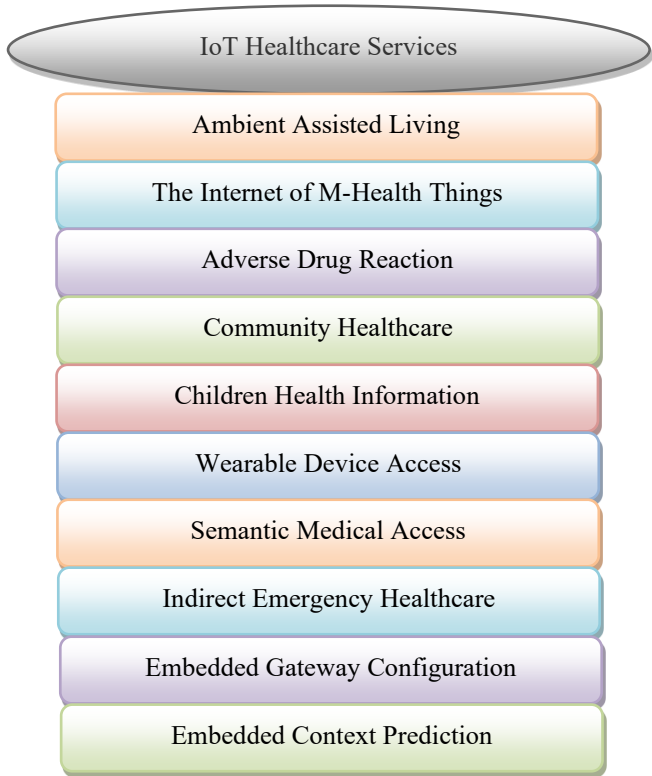 IoT Healthcare Services
Ambient Assisted Living
The Internet of M-Health Things
Adverse Drug Reaction
Community Healthcare
Children Health Information
Wearable Device Access
Semantic Medical Access
Indirect Emergency Healthcare
Embedded Gateway Configuration
Embedded Context Prediction